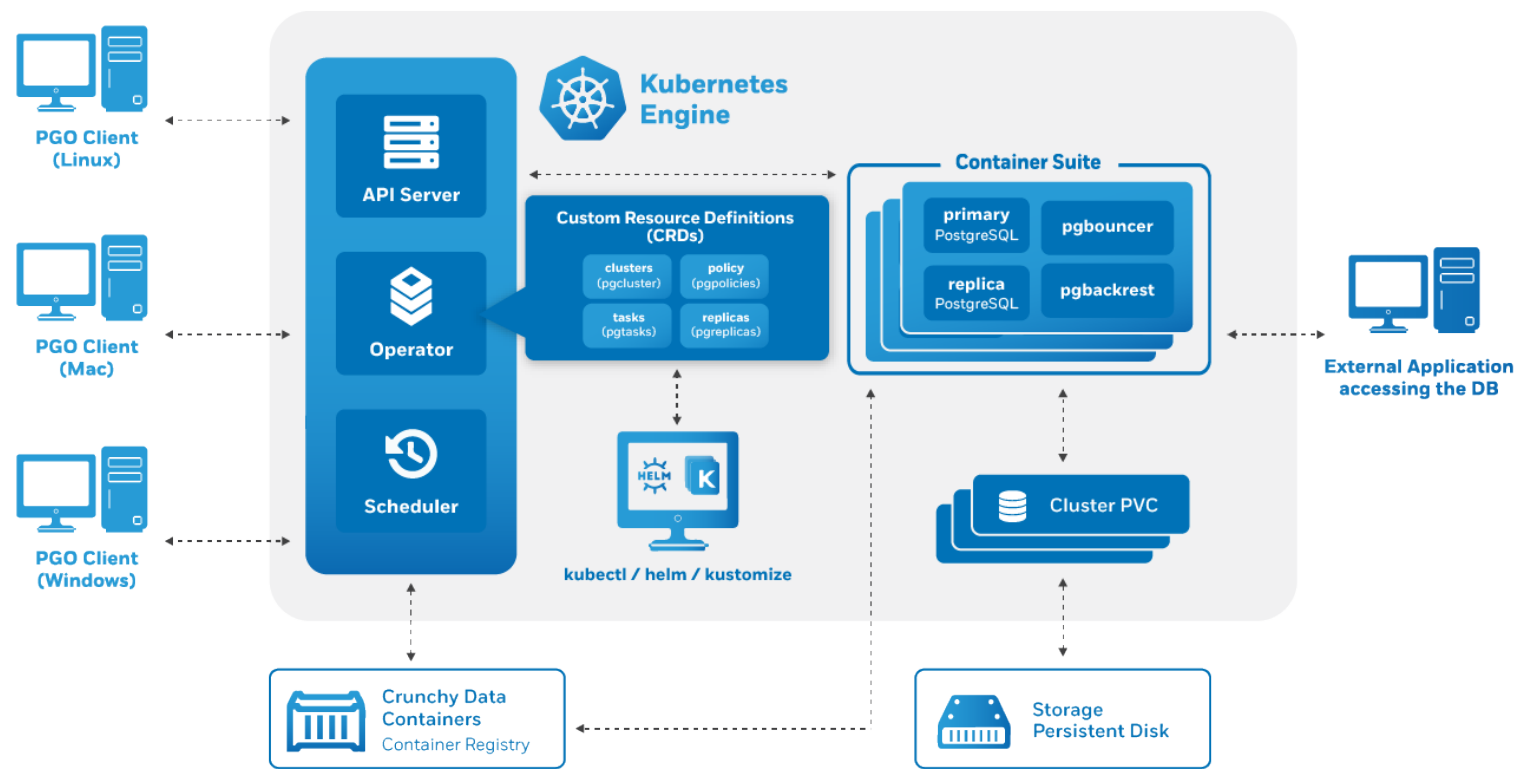 PGO Client
(Linux)
PGO Client
(Mac)
PGO Client
(Windows)
API Server
Operator
Scheduler
Kubernetes
Engine
Custom Resource Definitions
(CRDs)
clusters
(pgcluster)
policy
(pgpolicies)
tasks
(pgtasks)
replicas
(pgreplicas)
HELM
K
kubectl / helm / kustomize
Container Suite
primary
PostgreSQL
pgbouncer
replica
PostgreSQL
pgbackrest
Cluster PVC
External Application
accessing the DB
Crunchy Data
Containers
Container Registry
Storage
Persistent Disk